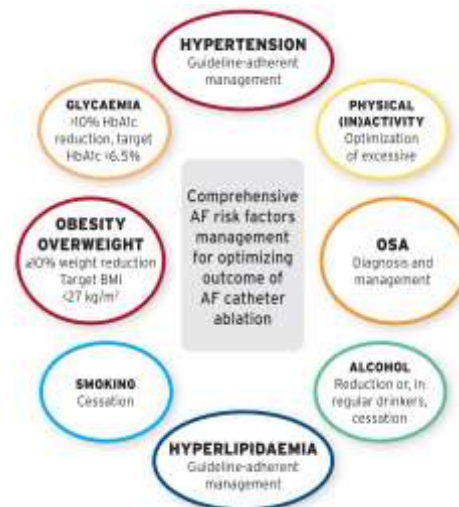 HYPERTENSION
Guideline-adherent
management
GLYCAEMIA
>10% HbA1c
reduction, target
HbA1c <6.5%
PHYSICAL
(IN)ACTIVITY
Optimization
of excessive
Comprehensive
AF risk factors
management
for optimizing
outcome of
AF catheter
ablation
OBESITY
OVERWEIGHT
≥10% weight reduction
Target BMI
<27 kg/m²
OSA
Diagnosis and
management
SMOKING
Cessation
ALCOHOL
Reduction or, in
regular drinkers,
cessation
HYPERLIPIDAEMIA
Guideline-adherent
management